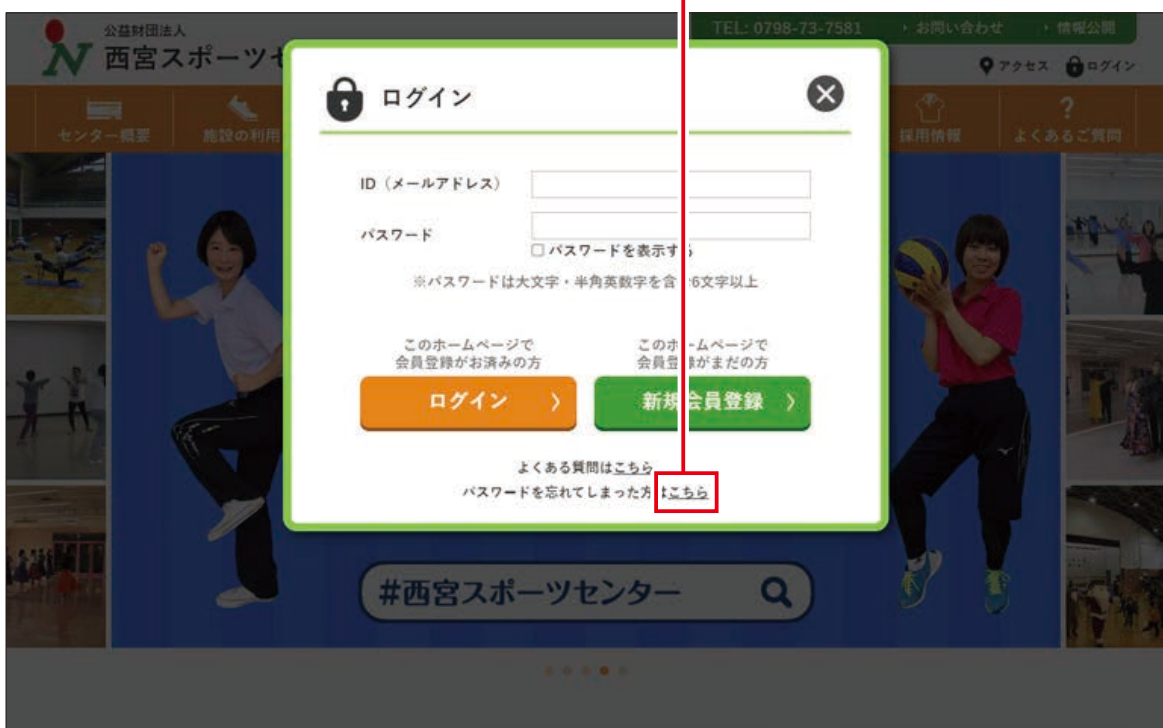 公益財団法人
西宮スポーツセ
TEL: 0798-73-7581
お問い合わせ
情報公開
アクセス
ログイン
センター概要
施設の利用
採用情報
?
よくあるご質問
ログイン
ID（メールアドレス）
パスワード
パスワードを表示する
※パスワードは大文字・半角英数字を含む6文字以上
このホームページで
会員登録がお済みの方
ログイン
このホームページで
会員登録がまだの方
新規会員登録
よくある質問はこちら
パスワードを忘れてしまった方はこちら
#西宮スポーツセンター